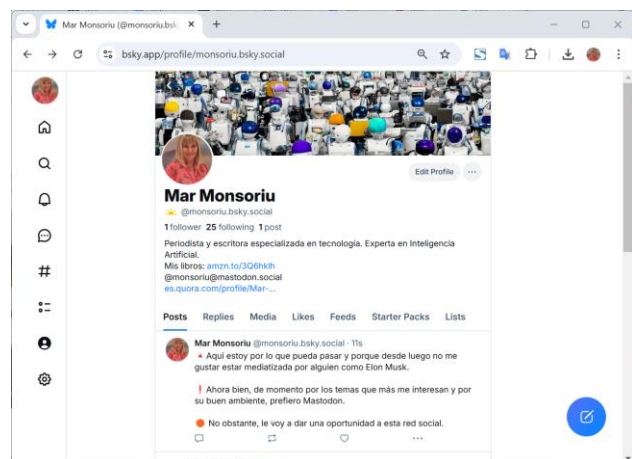 Mar Monsoriu (@monsoriu.bsk
bsky.app/profile/monsoriu.bsky.social
Edit Profile
Mar Monsoriu
@monsoriu.bsky.social
1 follower 25 following 1 post
Periodista y escritora especializada en tecnología. Experta en Inteligencia
Artificial.
Mis libros: amzn.to/3Q6hklh
@monsoriu@mastodon.social
es.quora.com/profile/Mar-...
Posts Replies Media Likes Feeds Starter Packs Lists
Mar Monsoriu @monsoriu.bsky.social · 11s
Aquí estoy por lo que pueda pasar y porque desde luego no me
gustar estar mediatizada por alguien como Elon Musk.
❗ Ahora bien, de momento por los temas que más me interesan y por
su buen ambiente, prefiero Mastodon.
No obstante, le voy a dar una oportunidad a esta red social.